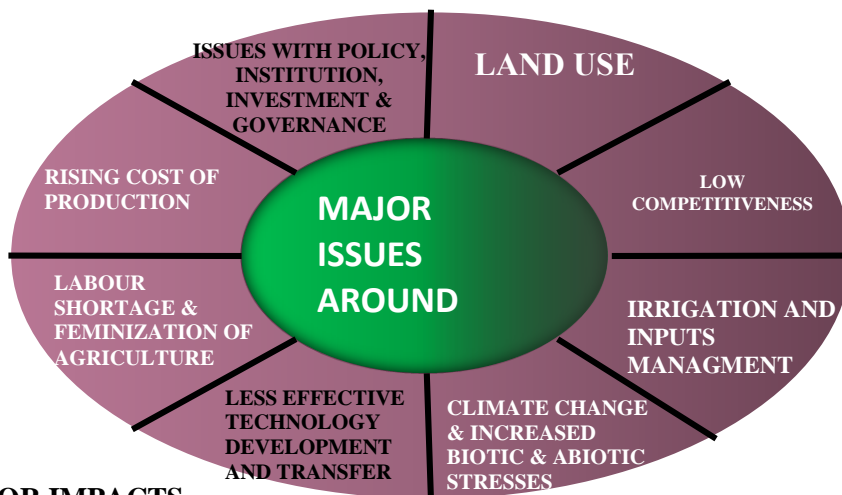 ISSUES WITH POLICY,
INSTITUTION,
INVESTMENT &
GOVERNANCE
LAND USE
RISING COST OF
PRODUCTION
LOW
COMPETITIVENESS
MAJOR
ISSUES
AROUND
LABOUR
SHORTAGE &
FEMINIZATION OF
AGRICULTURE
IRRIGATION AND
INPUTS
MANAGMENT
LESS EFFECTIVE
TECHNOLOGY
DEVELOPMENT
AND TRANSFER
CLIMATE CHANGE
& INCREASED
BIOTIC & ABIOTIC
STRESSES
OR IMPACTS